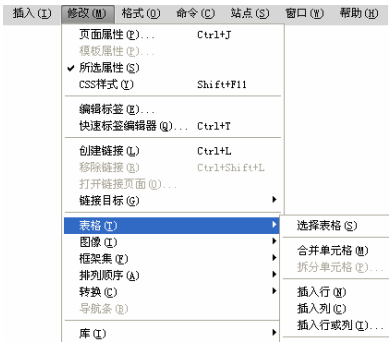 插入(I) 修改(M) 格式(O) 命令(C) 站点(S) 窗口(W) 帮助(H)
页面属性(P)... Ctrl+J
模板属性(P)...
✓ 所选属性(S)
CSS样式(Y) Shift+F11
编辑标签(E)...
快速标签编辑器(Q)... Ctrl+T
创建链接(L) Ctrl+L
移除链接(R) Ctrl+Shift+L
打开链接页面(O)...
链接目标(G)
表格(T)
图像(I)
框架集(F)
排列顺序(A)
转换(C)
导航条(B)
库(I)
选择表格(S)
合并单元格(M)
拆分单元格(P)...
插入行(N)
插入列(C)
插入行或列(I)...